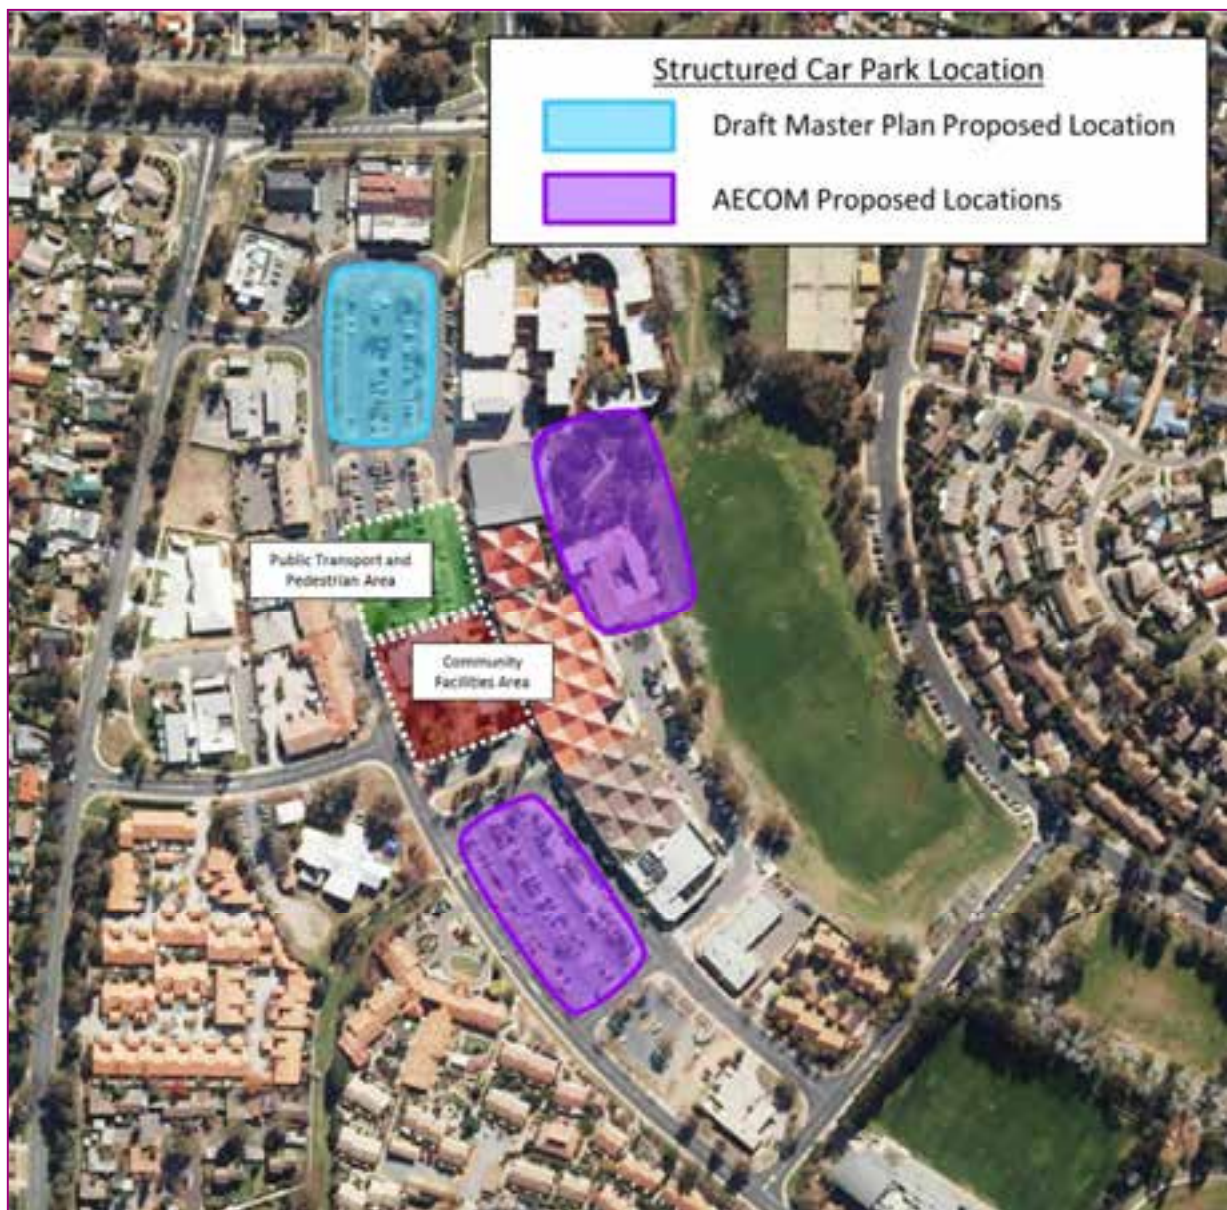 Structured Car Park Location
Draft Master Plan Proposed Location
AECOM Proposed Locations
Public Transport and
Pedestrian Area
Community
Facilities Area